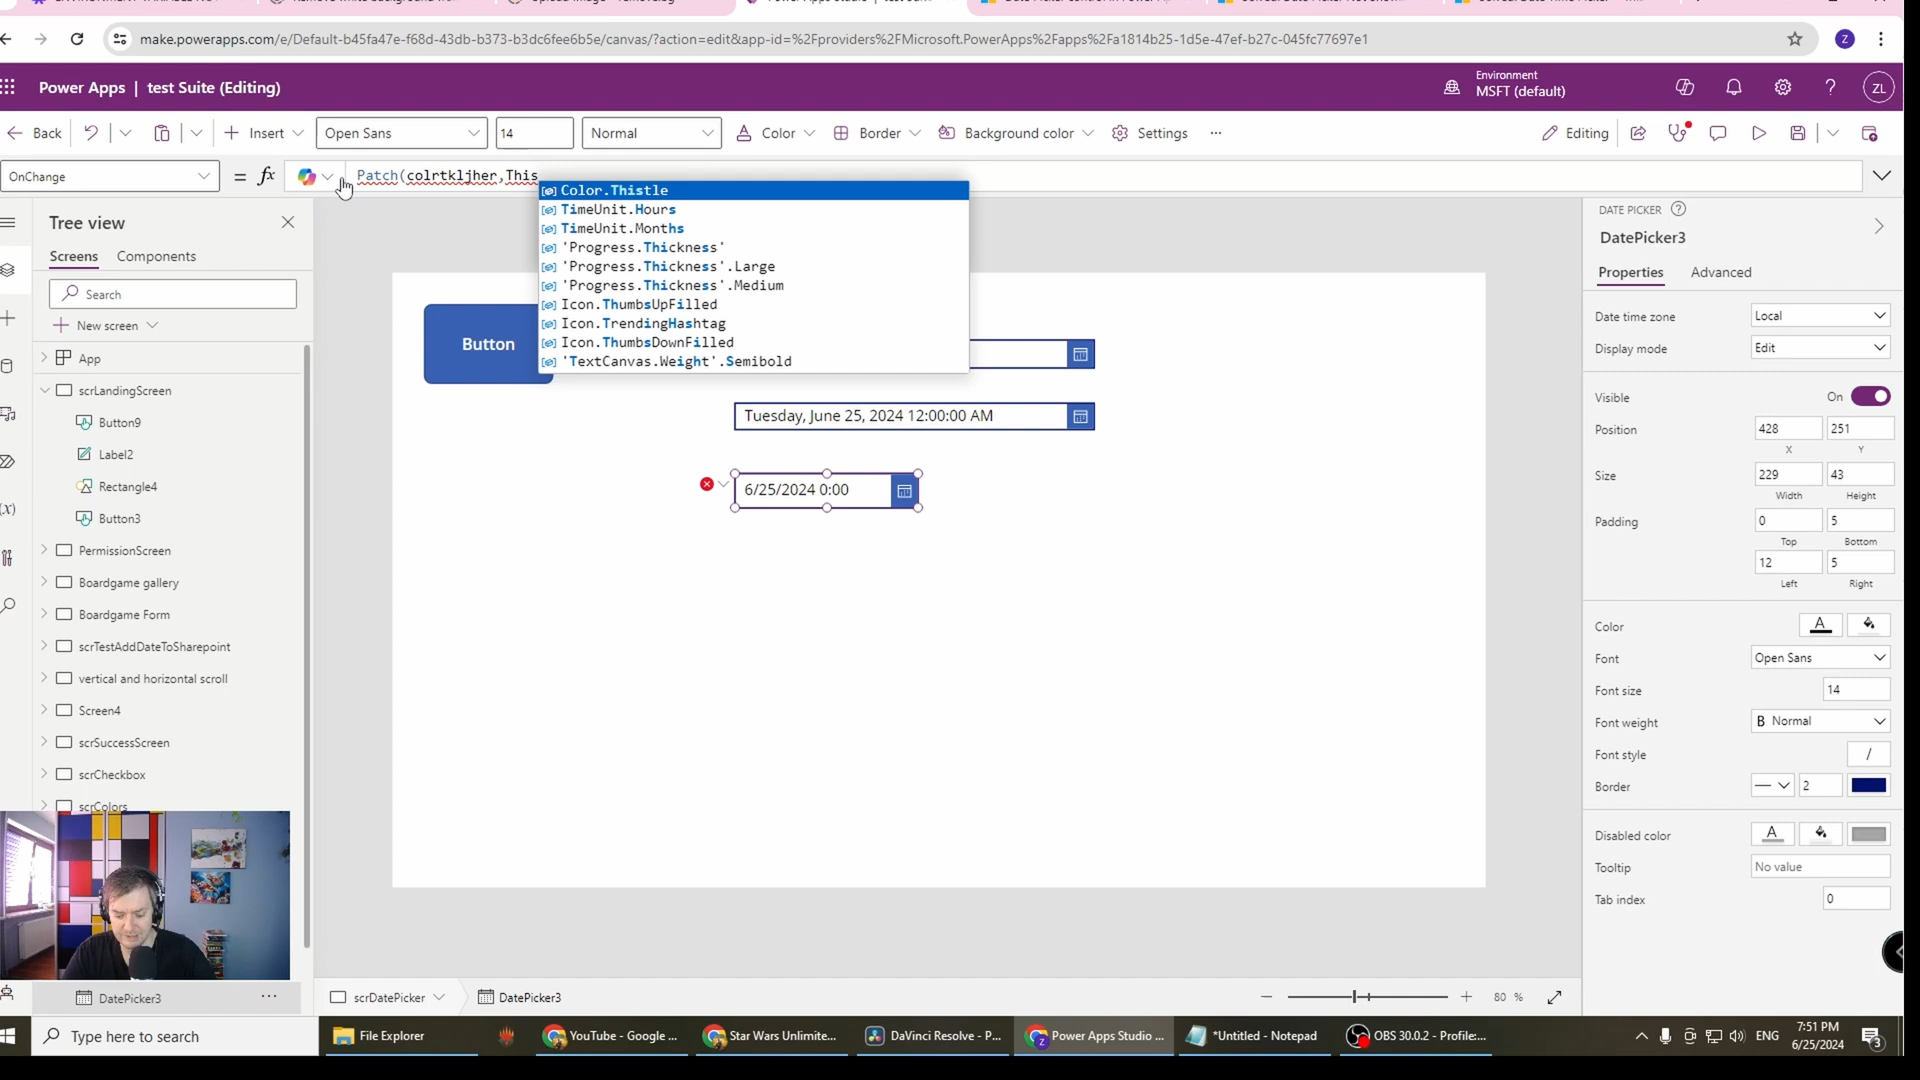 make.powerapps.com/e/Default-b45fa47e-f68d-43db-b373-b3dc6fee6b5e/canvas/?action=edit&app-id=%2Fproviders%2FMicrosoft.PowerApps%2Fapps%2Fa1814b25-1d5e-47ef-b27c-045fc77697e1
Z
Power Apps | test Suite (Editing)
Environment
MSFT (default)
ZL
Back
Insert
Open Sans
14
Normal
Color
Border
Background color
Settings
Editing
OnChange
= fx
Patch(colrtkljher,This
Color.Thistle
TimeUnit.Hours
TimeUnit.Months
'Progress.Thickness'
'Progress.Thickness'.Large
'Progress.Thickness'.Medium
Icon.ThumbsUpFilled
Icon.TrendingHashtag
Icon.ThumbsDownFilled
'TextCanvas.Weight'.Semibold
Tree view
Screens
Components
Search
New screen
App
scrLandingScreen
Button9
Label2
Rectangle4
Button3
PermissionScreen
Boardgame gallery
Boardgame Form
scrTestAddDateToSharepoint
vertical and horizontal scroll
Screen4
scrSuccessScreen
scrCheckbox
scrColors
DatePicker3
Button
Tuesday, June 25, 2024 12:00:00 AM
6/25/2024 0:00
DATE PICKER
DatePicker3
Properties
Advanced
Date time zone
Local
Display mode
Edit
Visible
On
Position
428
251
X
Y
Size
229
43
Width
Height
Padding
0
5
Top
Bottom
12
5
Left
Right
Color
Font
Open Sans
Font size
14
Font weight
B Normal
Font style
/
Border
2
Disabled color
Tooltip
No value
Tab index
0
scrDatePicker
DatePicker3
80 %
Type here to search
File Explorer
YouTube - Google ...
Star Wars Unlimite...
DaVinci Resolve - P...
Power Apps Studio ...
*Untitled - Notepad
OBS 30.0.2 - Profile:...
ENG
7:51 PM
6/25/2024
3